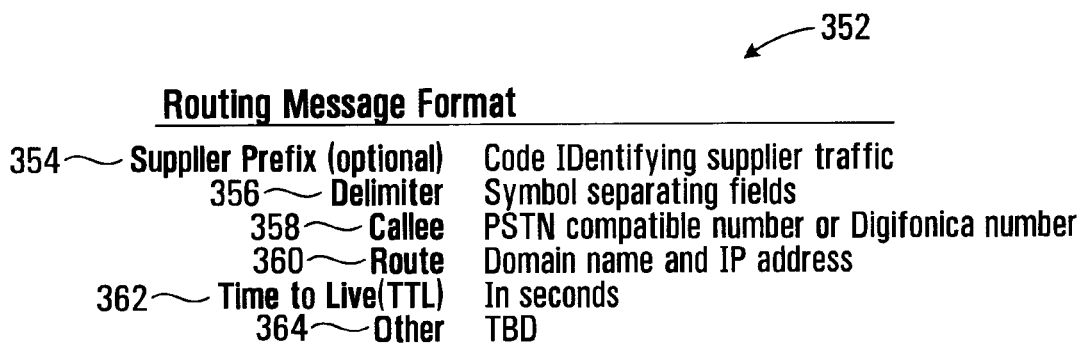 352
Routing Message Format
354 Suppller Prefix (optional) Code IDentifying supplier traffic
356 Delimiter Symbol separating fields
358 Callee PSTN compatible number or Digifonica number
360 Route Domain name and IP address
362 Time to Live(TTL) In seconds
364 Other TBD